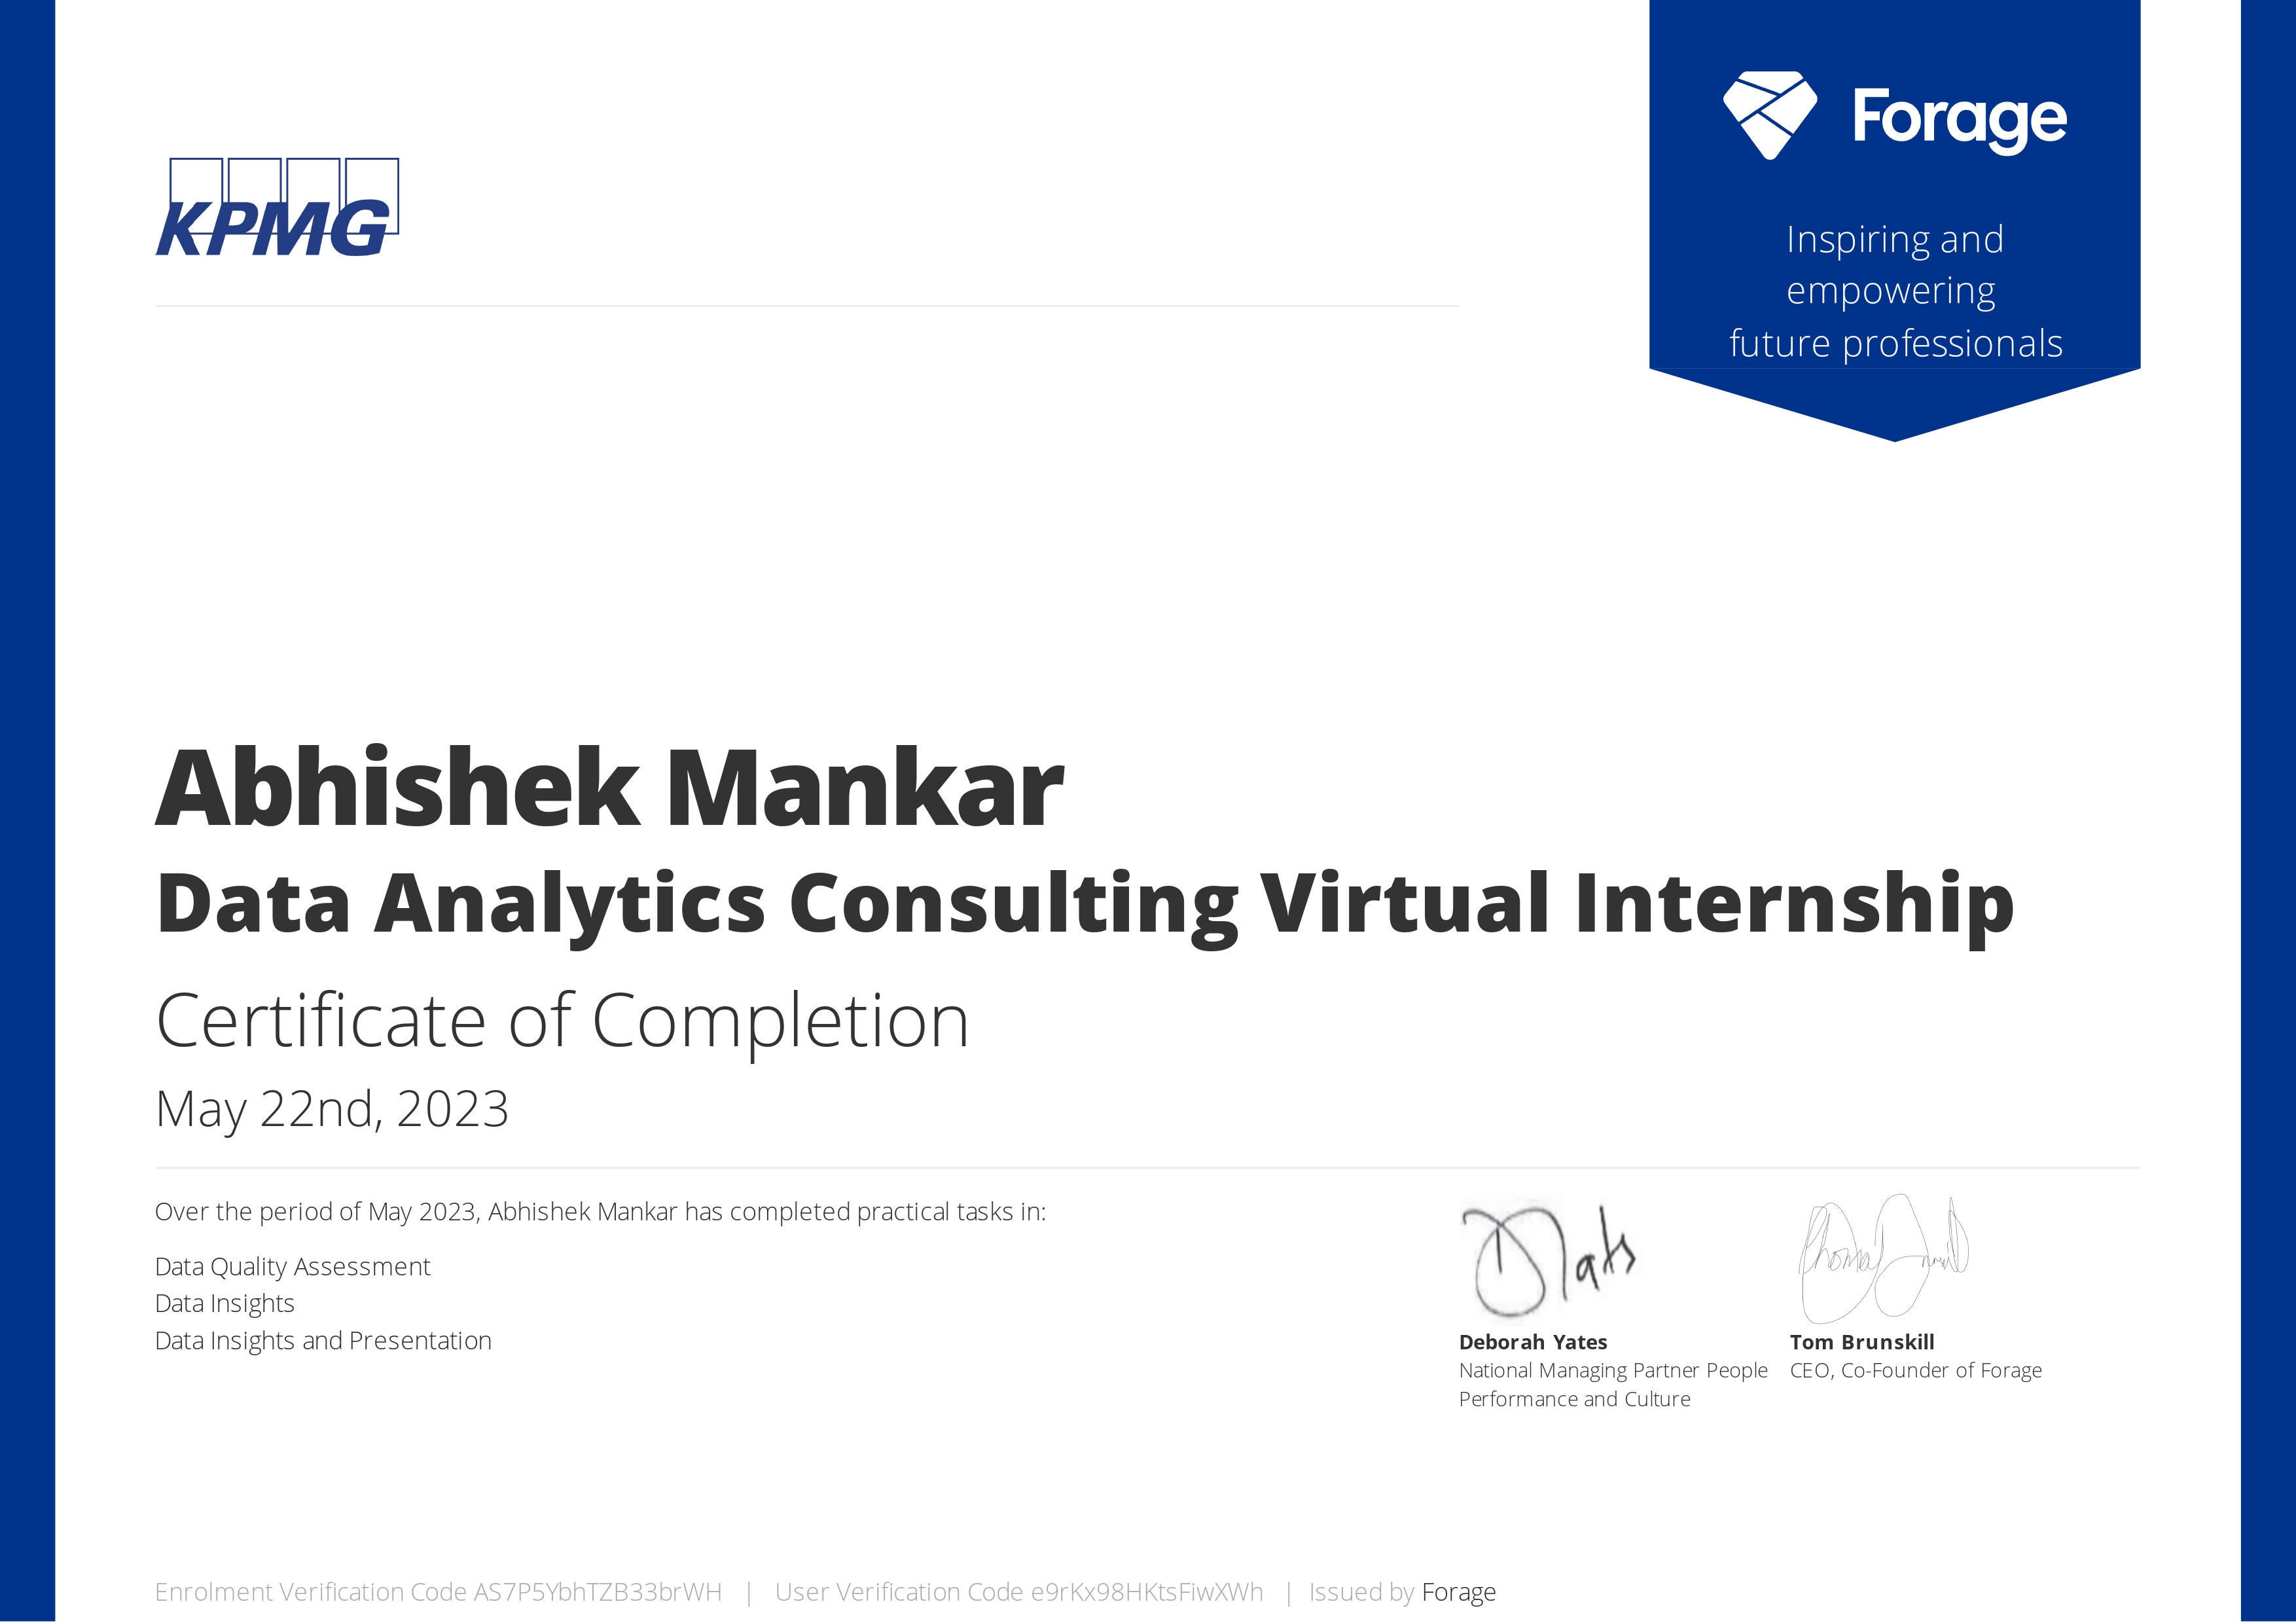 KPMG
Forage
Inspiring and
empowering
future professionals
Abhishek Mankar
Data Analytics Consulting Virtual Internship
Certificate of Completion
May 22nd, 2023
Over the period of May 2023, Abhishek Mankar has completed practical tasks in:
Data Quality Assessment
Data Insights
Data Insights and Presentation
Deborah Yates
National Managing Partner People
Performance and Culture
Tom Brunskill
CEO, Co-Founder of Forage
Enrolment Verification Code AS7P5YbhTZB33brWH | User Verification Code e9rKx98HKtsFiwXWh | Issued by Forage